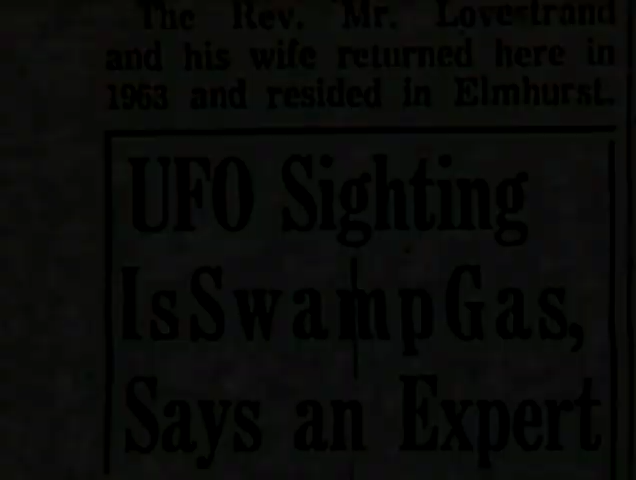 The Rev. Mr. Lovestrand
and his wife returned here in
1963 and resided in Elmhurst.
UFO Sighting
Is Swamp Gas,
Says an Expert